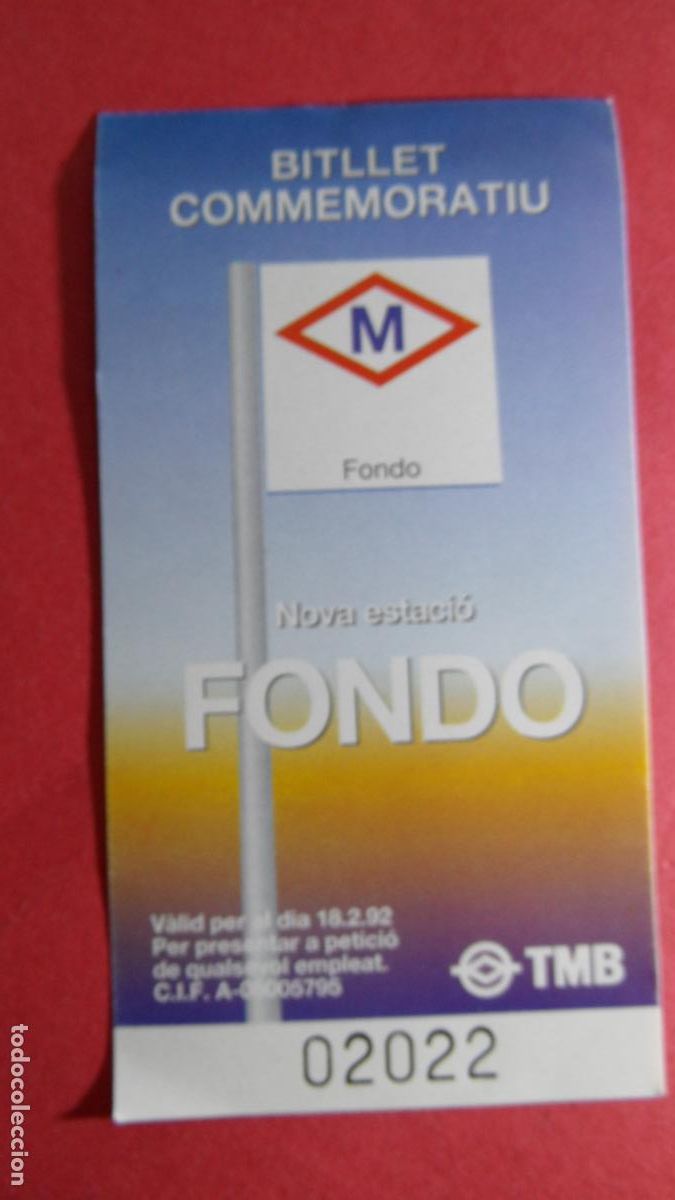 BITLLET
COMMEMORATIU
M
Fondo
Nova estació
FONDO
Vàlid per al dia 18.2.92
Per presentar a petició
de qualsevol empleat.
C.I.F. A-08005795
TMB
02022
todocoleccion